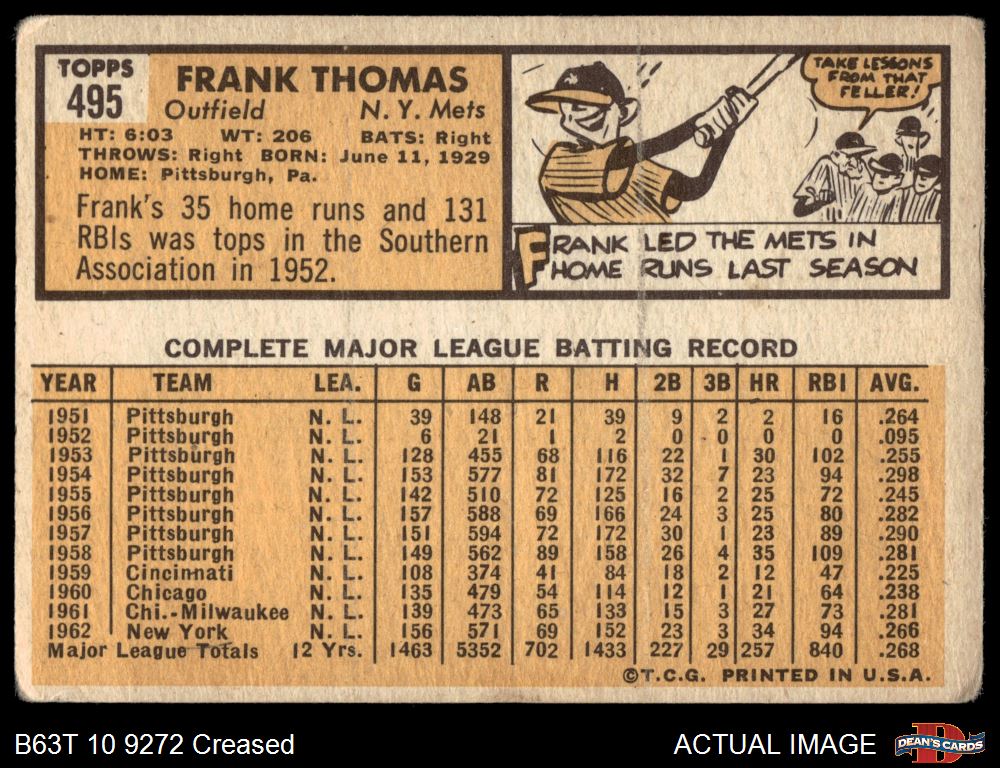 TOPPS
495
FRANK THOMAS
Outfield N. Y. Mets
HT: 6:03 WT: 206 BATS: Right
THROWS: Right BORN: June 11, 1929
HOME: Pittsburgh, Pa.
Frank's 35 home runs and 131
RBIs was tops in the Southern
Association in 1952.
TAKE LESSONS
FROM THAT
FELLER!
FRANK LED THE METS IN
HOME RUNS LAST SEASON
COMPLETE MAJOR LEAGUE BATTING RECORD
YEAR TEAM LEA. G AB R H 2B 3B HR RBI AVG.
1951 Pittsburgh N. L. 39 148 21 39 9 2 2 16 .264
1952 Pittsburgh N. L. 6 21 1 2 0 0 0 0 .095
1953 Pittsburgh N. L. 128 455 68 116 22 1 30 102 .255
1954 Pittsburgh N. L. 153 577 81 172 32 7 23 94 .298
1955 Pittsburgh N. L. 142 510 72 125 16 2 25 72 .245
1956 Pittsburgh N. L. 157 588 69 166 24 3 25 80 .282
1957 Pittsburgh N. L. 151 594 72 172 30 1 23 89 .290
1958 Pittsburgh N. L. 149 562 89 158 26 4 35 109 .281
1959 Cincinnati N. L. 108 374 41 84 18 2 12 47 .225
1960 Chicago N. L. 135 479 54 114 12 1 21 64 .238
1961 Chi.-Milwaukee N. L. 139 473 65 133 15 3 27 73 .281
1962 New York N. L. 156 571 69 152 23 3 34 94 .266
Major League Totals 12 Yrs. 1463 5352 702 1433 227 29 257 840 .268
©T.C.G. PRINTED IN U.S.A.
B63T 10 9272 Creased
ACTUAL IMAGE
DEAN'S CARDS